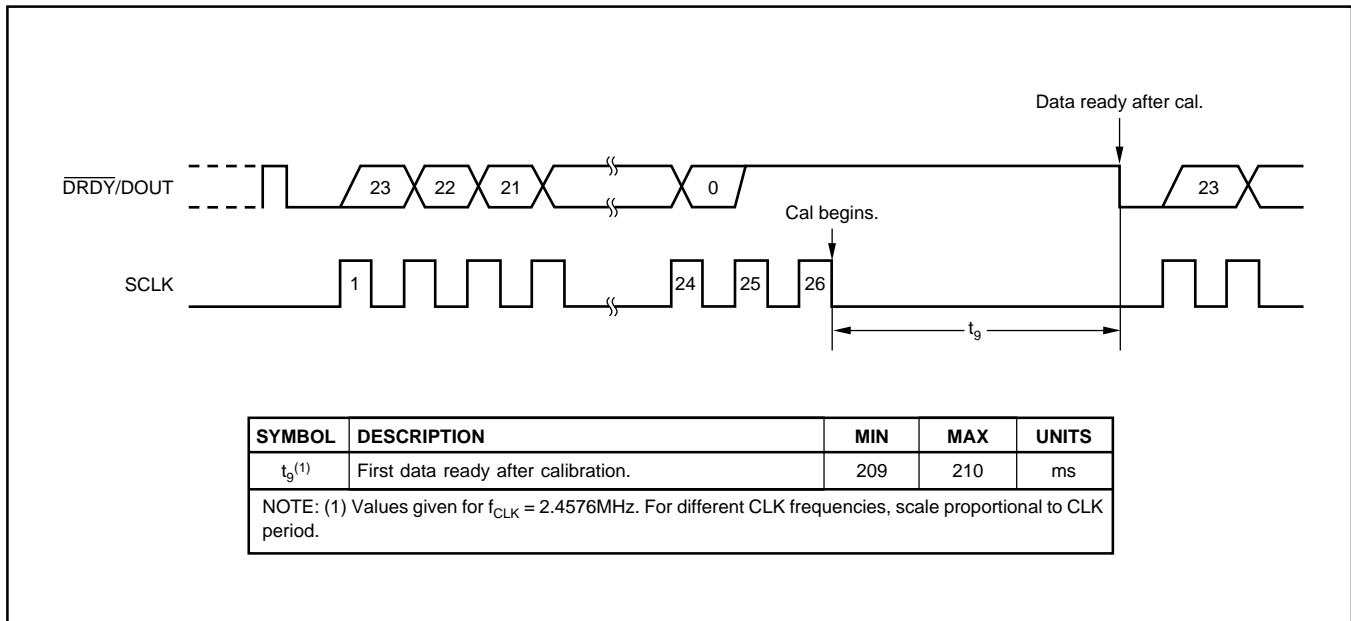 Data ready after cal.
DRDY/DOUT
23 22 21 0 23
Cal begins.
SCLK
1 24 25 26
t9
SYMBOL DESCRIPTION MIN MAX UNITS
t9(1) First data ready after calibration. 209 210 ms
NOTE: (1) Values given for fCLK = 2.4576MHz. For different CLK frequencies, scale proportional to CLK
period.